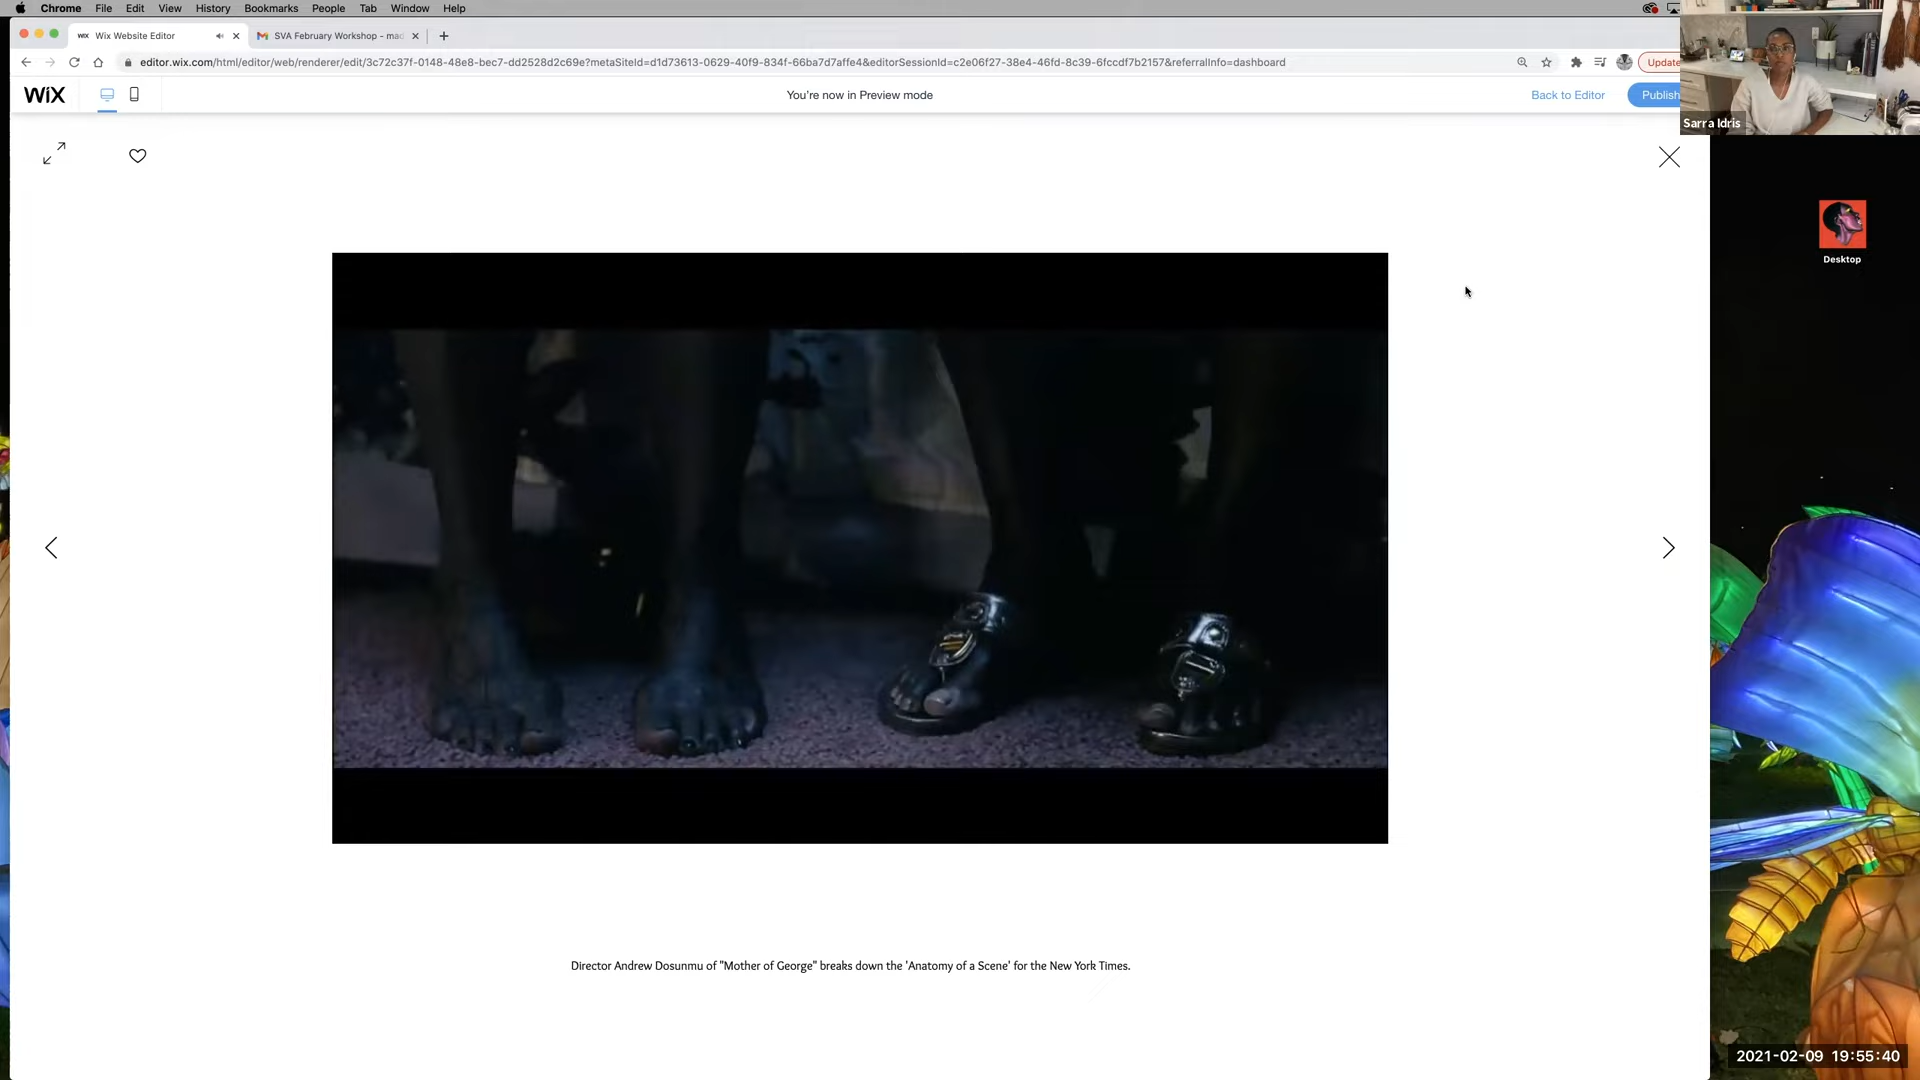 Chrome File Edit View History Bookmarks People Tab Window Help
WiX Wix Website Editor
SVA February Workshop - mad
editor.wix.com/html/editor/web/renderer/edit/3c72c37f-0148-48e8-bec7-dd2528d2c69e?metaSiteId=d1d73613-0629-40f9-834f-66ba7d7affe4&editorSessionId=c2e06f27-38e4-46fd-8c39-6fccdf7b2157&referralInfo=dashboard
Update
WiX
You're now in Preview mode
Back to Editor
Publish
Sarra Idris
Desktop
Director Andrew Dosunmu of "Mother of George" breaks down the 'Anatomy of a Scene' for the New York Times.
2021-02-09 19:55:40